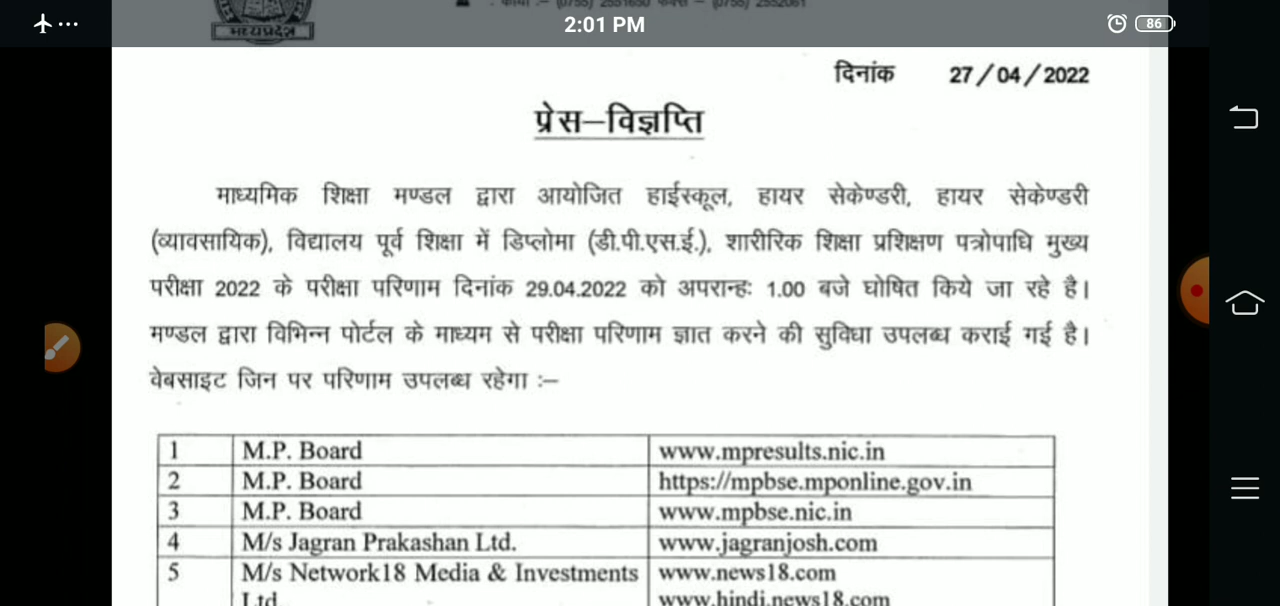 2:01 PM
86
मध्यप्रदेश
दिनांक 27/04/2022
प्रेस–विज्ञप्ति
माध्यमिक शिक्षा मण्डल द्वारा आयोजित हाईस्कूल, हायर सेकेण्डरी, हायर सेकेण्डरी
(व्यावसायिक), विद्यालय पूर्व शिक्षा में डिप्लोमा (डी.पी.एस.ई.), शारीरिक शिक्षा प्रशिक्षण पत्रोपाधि मुख्य
परीक्षा 2022 के परीक्षा परिणाम दिनांक 29.04.2022 को अपरान्हः 1.00 बजे घोषित किये जा रहे है।
मण्डल द्वारा विभिन्न पोर्टल के माध्यम से परीक्षा परिणाम ज्ञात करने की सुविधा उपलब्ध कराई गई है।
वेबसाइट जिन पर परिणाम उपलब्ध रहेगा :–
1 M.P. Board www.mpresults.nic.in
2 M.P. Board https://mpbse.mponline.gov.in
3 M.P. Board www.mpbse.nic.in
4 M/s Jagran Prakashan Ltd. www.jagranjosh.com
5 M/s Network18 Media & Investments www.news18.com
Ltd. www.hindi.news18.com